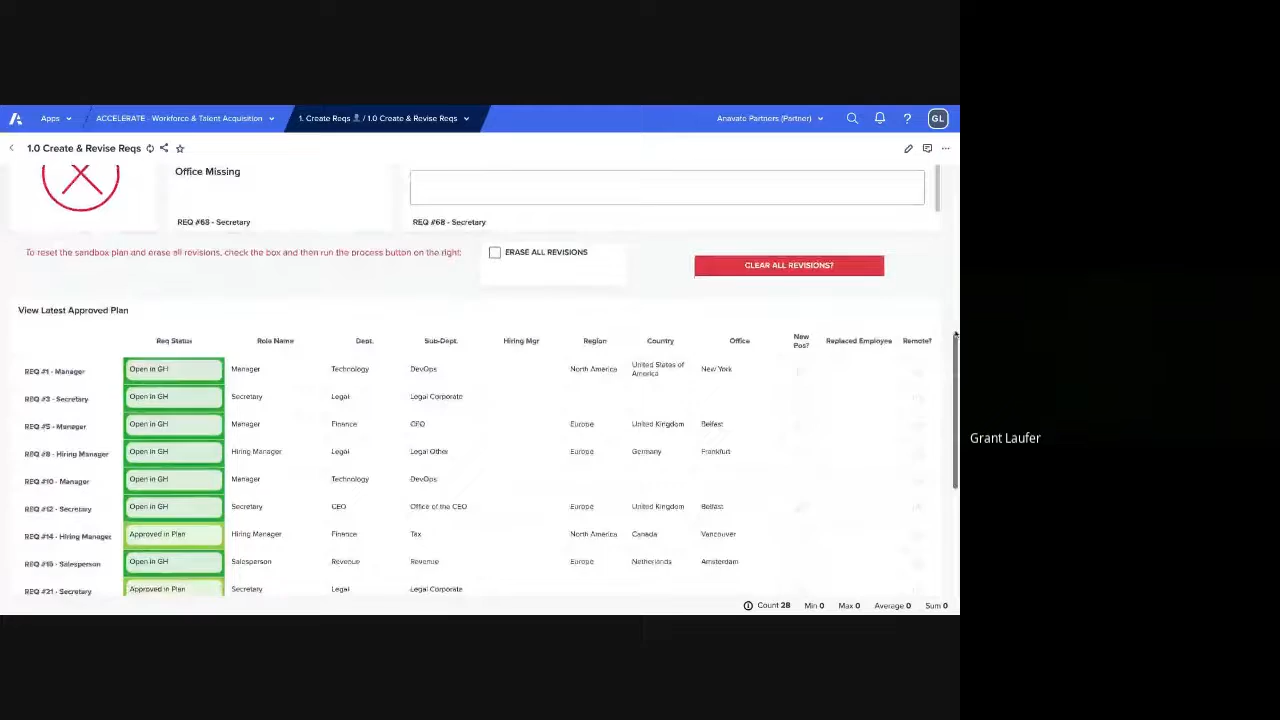 Apps
ACCELERATE - Workforce & Talent Acquisition
1. Create Reqs / 1.0 Create & Revise Reqs
Anavate Partners (Partner)
?
GL
1.0 Create & Revise Reqs
Office Missing
REQ #68 - Secretary
REQ #68 - Secretary
To reset the sandbox plan and erase all revisions, check the box and then run the process button on the right:
ERASE ALL REVISIONS
CLEAR ALL REVISIONS?
View Latest Approved Plan
Req Status Role Name Dept. Sub-Dept. Hiring Mgr Region Country Office New Pos? Replaced Employee Remote?
REQ #1 - Manager Open in GH Manager Technology DevOps North America United States of America New York
Open in GH Secretary Legal Legal Corporate
REQ #5 - Manager Open in GH Manager Finance CFO Europe United Kingdom Belfast
REQ #8 - Hiring Manager Open in GH Hiring Manager Legal Legal Other Europe Germany Frankfurt
REQ #10 - Manager Open in GH Manager Technology DevOps
REQ #12 - Secretary Open in GH Secretary CEO Office of the CEO Europe United Kingdom Belfast
REQ #14 - Hiring Manager Approved in Plan Hiring Manager Finance Tax North America Canada Vancouver
Open in GH Salesperson Revenue Revenue Europe Netherlands Amsterdam
REQ #21 - Secretary Approved in Plan Secretary Legal Legal Corporate
Count 28 Min 0 Max 0 Average 0 Sum 0
Grant Laufer